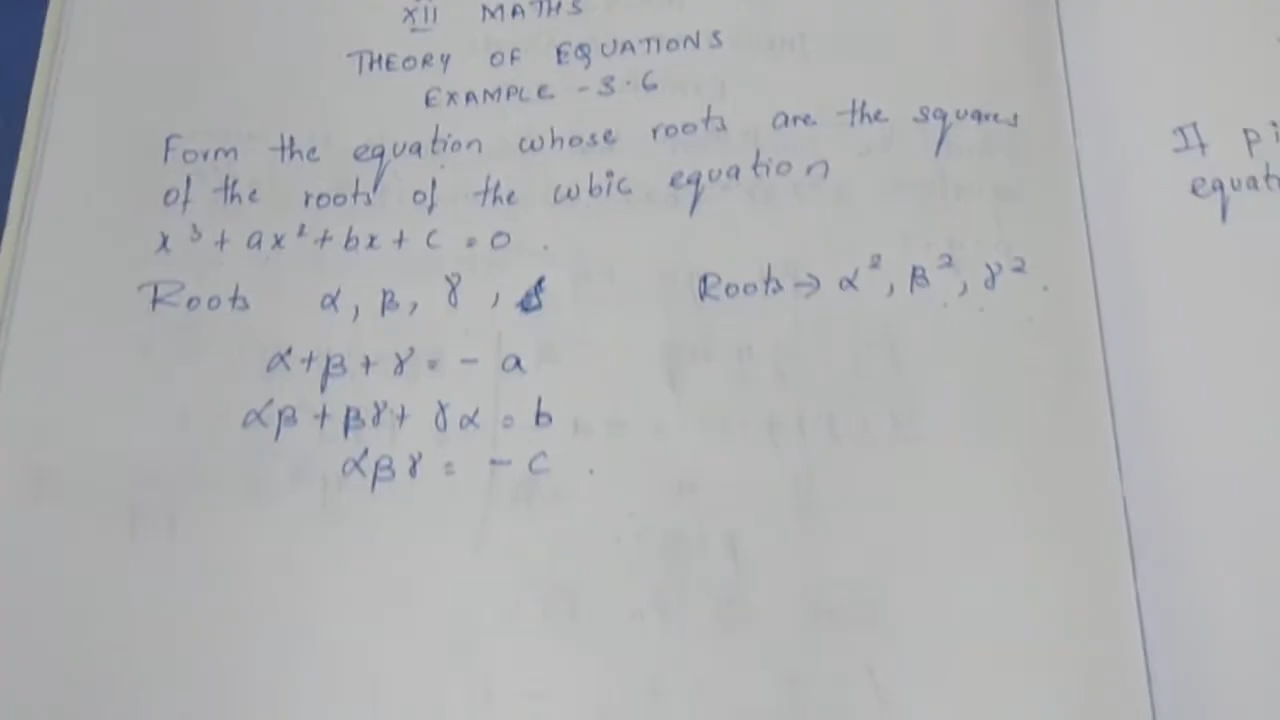 XII MATHS
THEORY OF EQUATIONS
EXAMPLE - 3.6
Form the equation whose roots are the squares
of the roots of the cubic equation
x³ + ax² + bx + c = 0.
Roots α, β, γ,
Roots → α², β², γ².
α + β + γ = - a
αβ + βγ + γα = b
αβγ = - c.
If